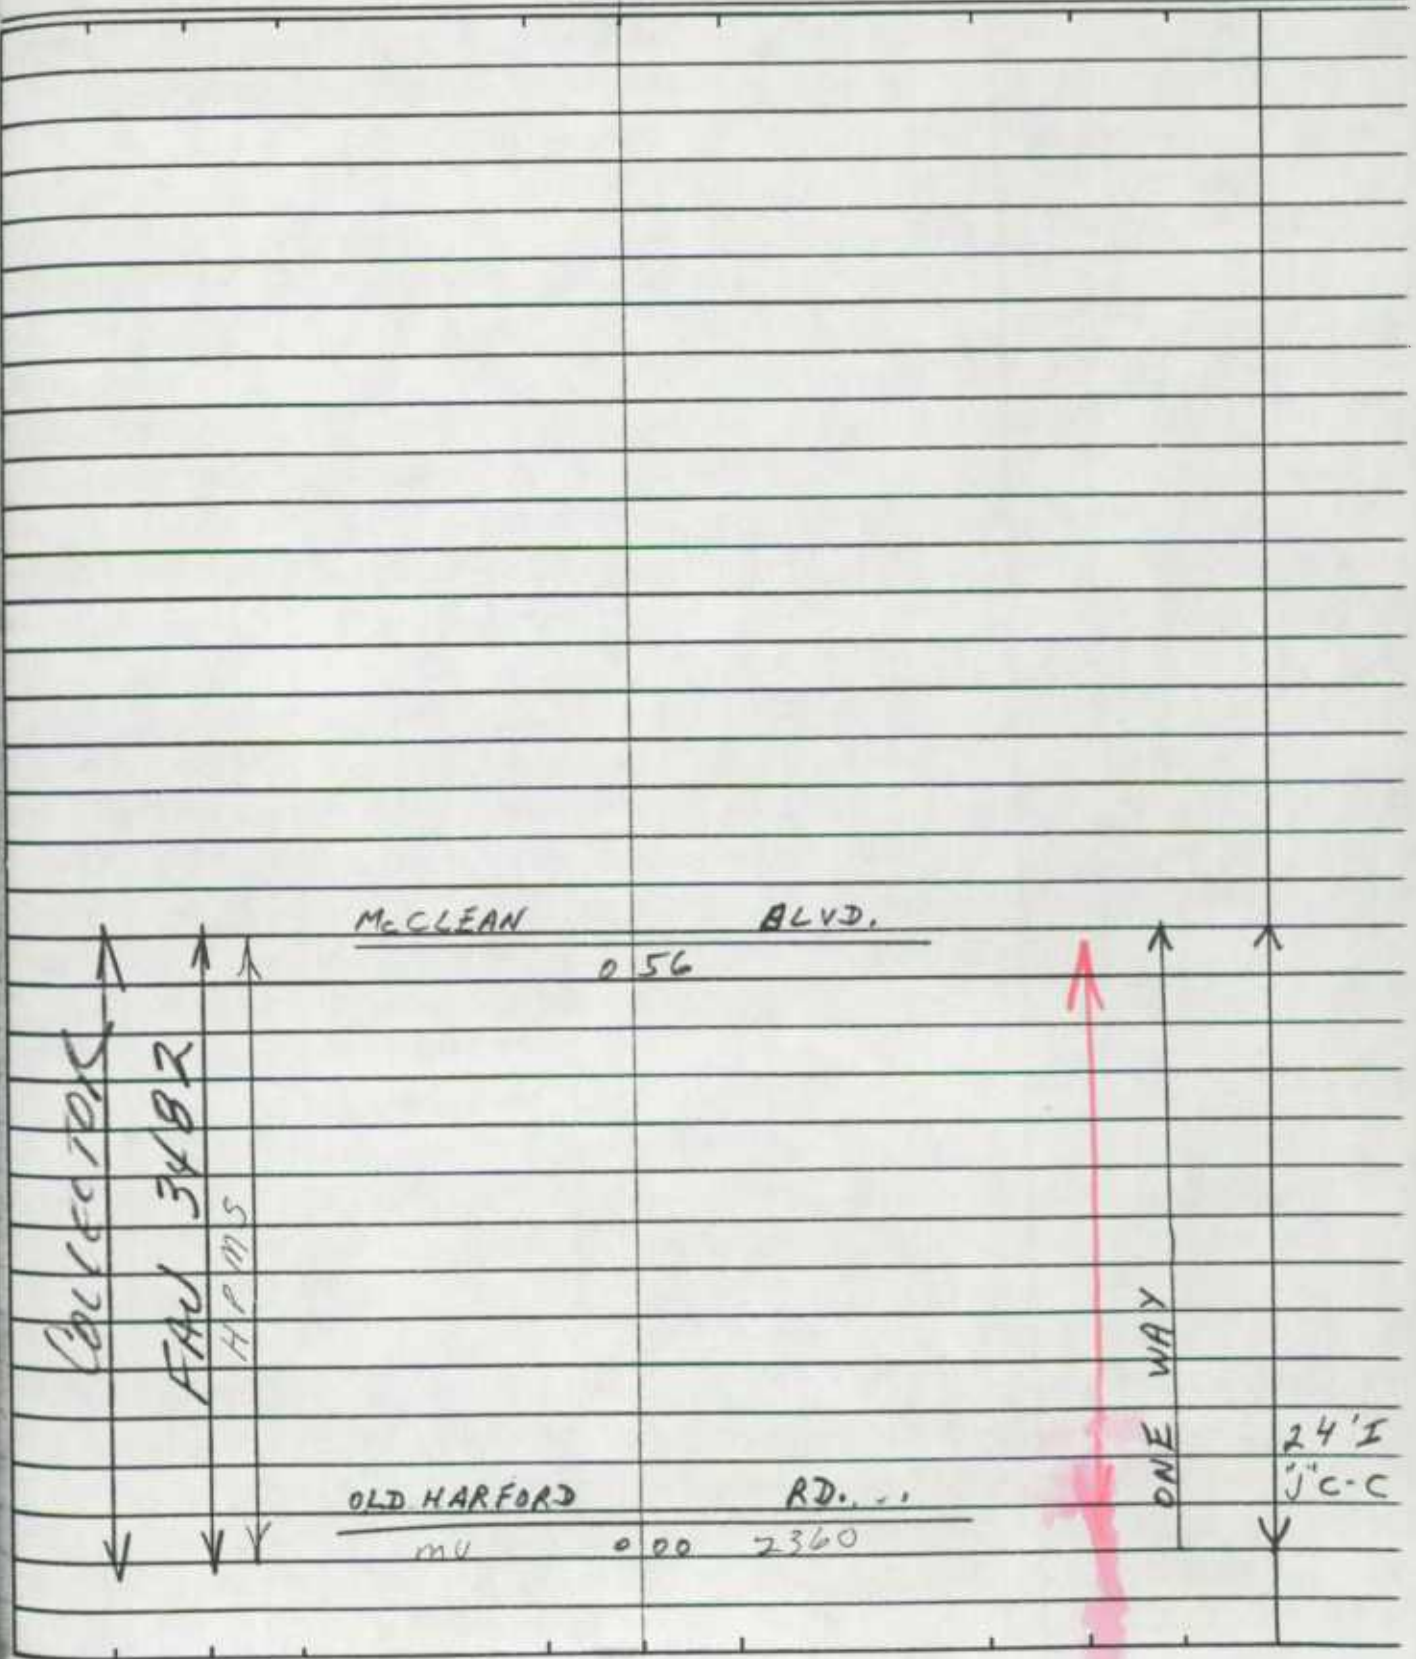 McCLEAN BLVD.
0 56
COLLECTOR
FAU 3482
HPMS
ONE WAY
24' I
"J" C-C
OLD HARFORD RD...
mu 0 00 2360